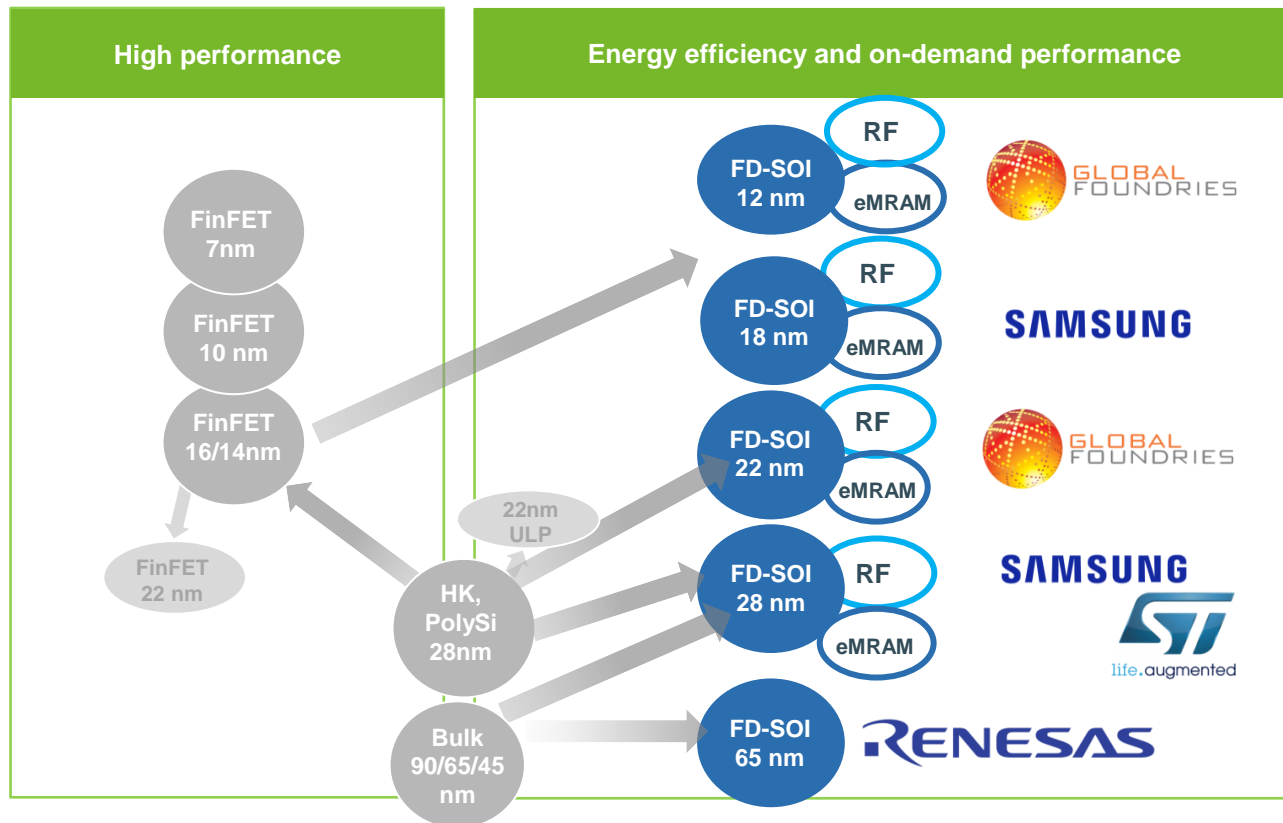 High performance
Energy efficiency and on-demand performance
FinFET
7nm
FinFET
10 nm
FinFET
16/14nm
FinFET
22 nm
22nm
ULP
HK,
PolySi
28nm
Bulk
90/65/45
nm
FD-SOI
12 nm
RF
eMRAM
GLOBAL
FOUNDRIES
FD-SOI
18 nm
RF
eMRAM
SAMSUNG
FD-SOI
22 nm
RF
eMRAM
GLOBAL
FOUNDRIES
FD-SOI
28 nm
RF
eMRAM
SAMSUNG
ST
life.augmented
FD-SOI
65 nm
RENESAS